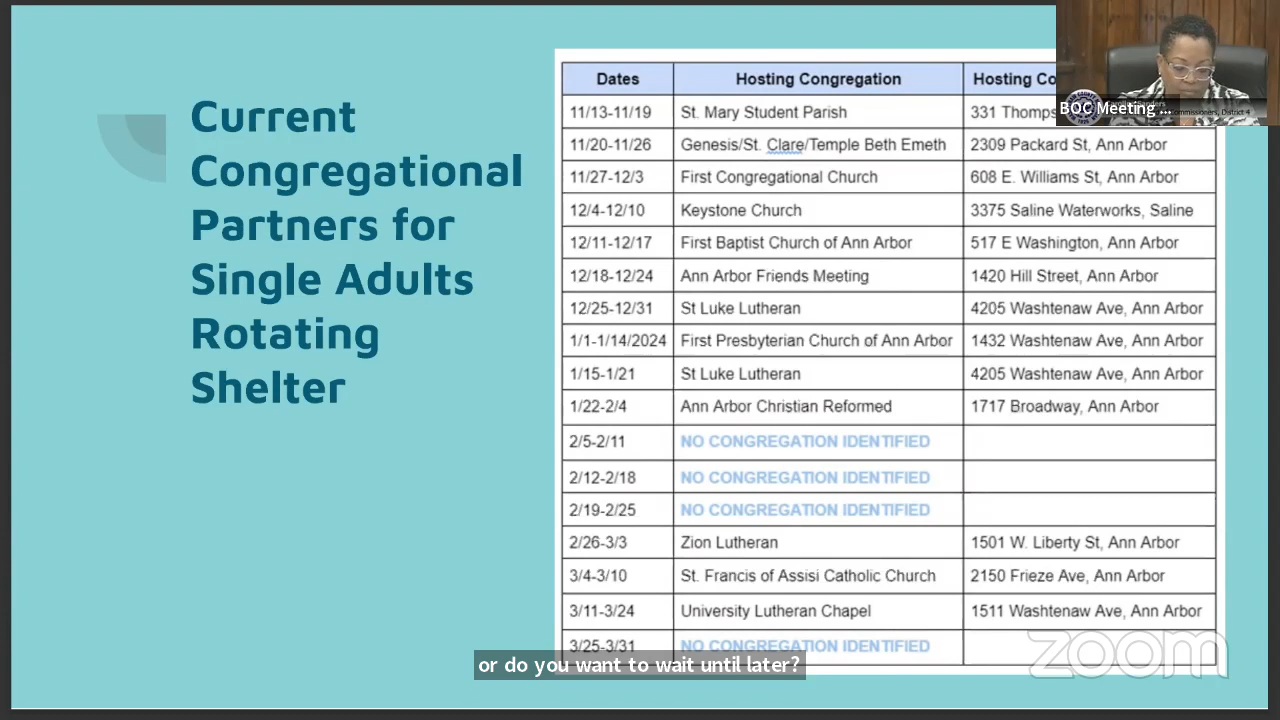 Current
Congregational
Partners for
Single Adults
Rotating
Shelter
Dates Hosting Congregation Hosting
11/13-11/19 St. Mary Student Parish 331
11/20-11/26 Genesis/St. Clare/Temple Beth Emeth 2309 Packard St, Ann Arbor
11/27-12/3 First Congregational Church 608 E. Williams St, Ann Arbor
12/4-12/10 Keystone Church 3375 Saline Waterworks, Saline
12/11-12/17 First Baptist Church of Ann Arbor 517 E Washington, Ann Arbor
12/18-12/24 Ann Arbor Friends Meeting 1420 Hill Street, Ann Arbor
12/25-12/31 St Luke Lutheran 4205 Washtenaw Ave, Ann Arbor
1/1-1/14/2024 First Presbyterian Church of Ann Arbor 1432 Washtenaw Ave, Ann Arbor
1/15-1/21 St Luke Lutheran 4205 Washtenaw Ave, Ann Arbor
1/22-2/4 Ann Arbor Christian Reformed 1717 Broadway, Ann Arbor
2/5-2/11 NO CONGREGATION IDENTIFIED
2/12-2/18 NO CONGREGATION IDENTIFIED
2/19-2/25 NO CONGREGATION IDENTIFIED
2/26-3/3 Zion Lutheran 1501 W. Liberty St, Ann Arbor
3/4-3/10 St. Francis of Assisi Catholic Church 2150 Frieze Ave, Ann Arbor
3/11-3/24 University Lutheran Chapel 1511 Washtenaw Ave, Ann Arbor
3/25-3/31 NO CONGREGATION IDENTIFIED
BOC Meeting ...
District 4
or do you want to wait until later?
zoom